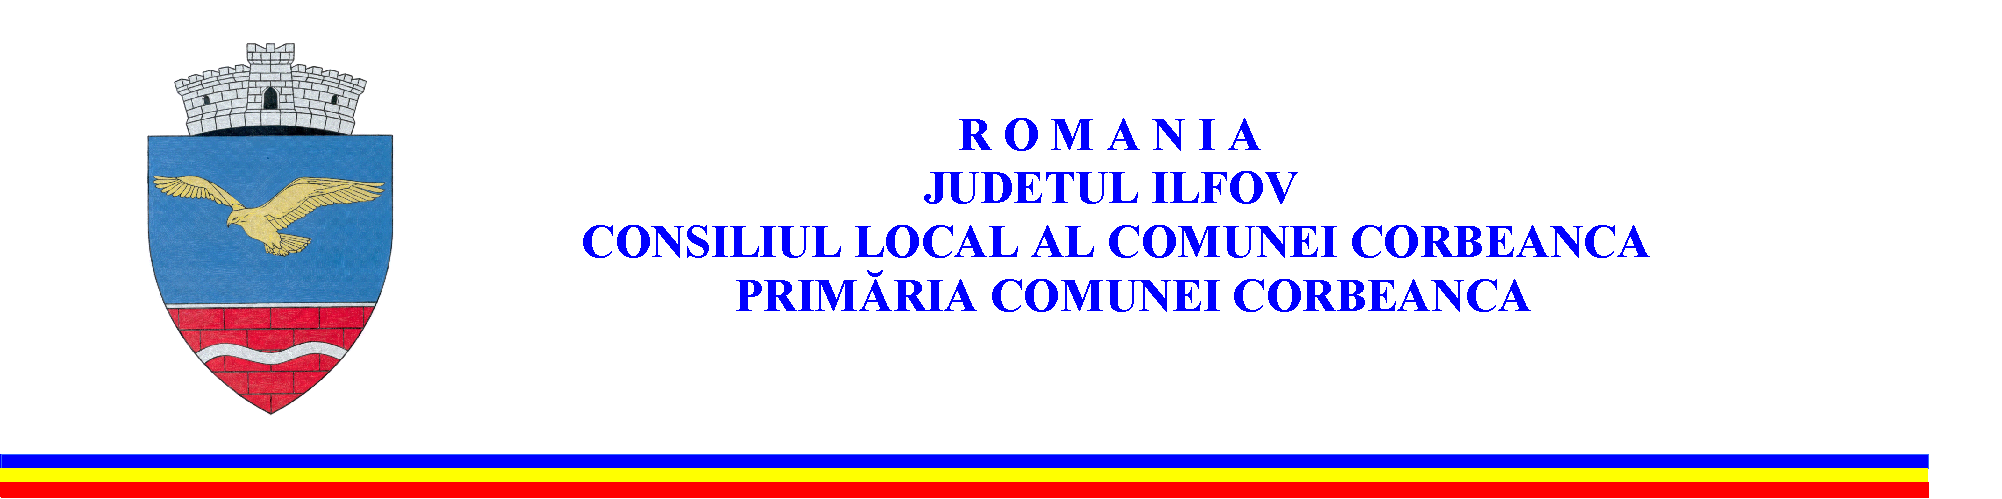 R O M A N I A
JUDETUL ILFOV
CONSILIUL LOCAL AL COMUNEI CORBEANCA
PRIMĂRIA COMUNEI CORBEANCA